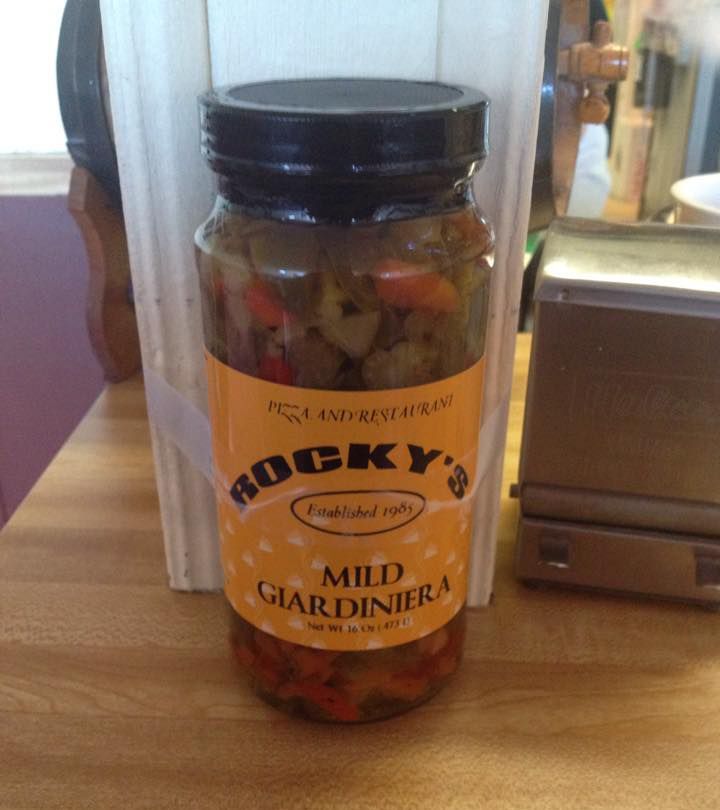 PIZZA AND RESTAURANT
ROCKY'S
Established 1985
MILD
GIARDINIERA
Net Wt 16 Oz (473